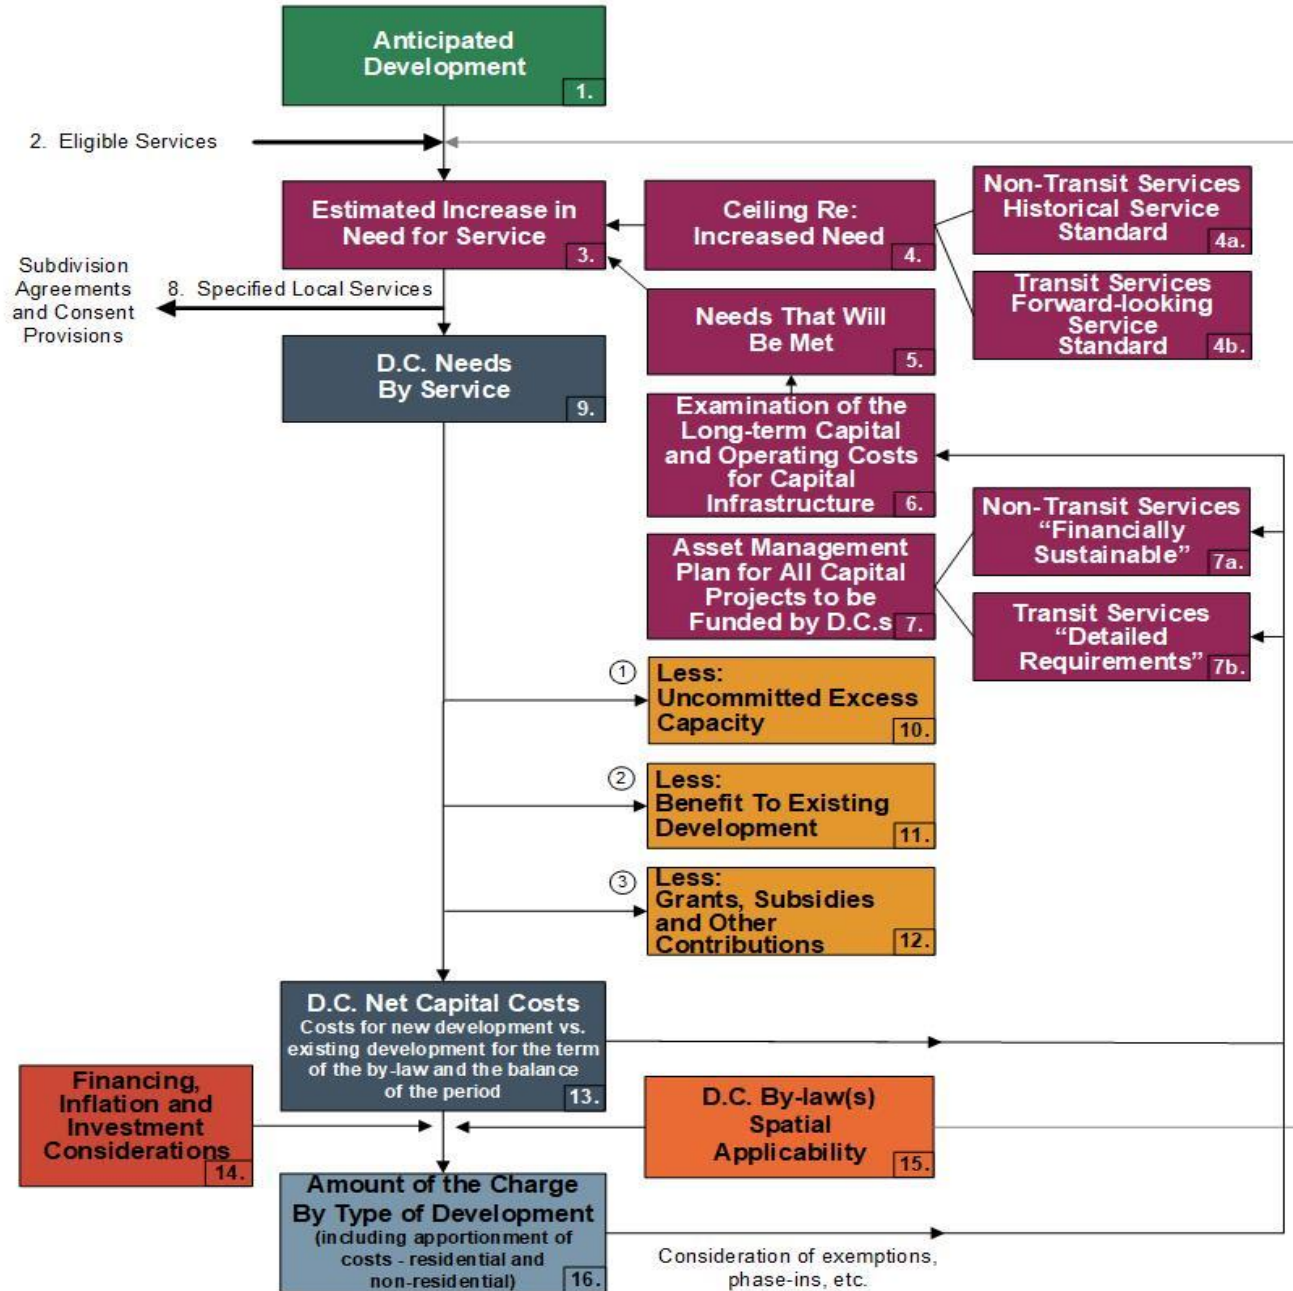 Anticipated
Development
1.
2. Eligible Services
Estimated Increase in
Need for Service
3.
Ceiling Re:
Increased Need
4.
Non-Transit Services
Historical Service
Standard
4a.
Transit Services
Forward-looking
Service
Standard
4b.
Subdivision
Agreements
and Consent
Provisions
8. Specified Local Services
Needs That Will
Be Met
5.
D.C. Needs
By Service
9.
Examination of the
Long-term Capital
and Operating Costs
for Capital
Infrastructure
6.
Asset Management
Plan for All Capital
Projects to be
Funded by D.C.s
7.
Non-Transit Services
“Financially
Sustainable”
7a.
Transit Services
“Detailed
Requirements”
7b.
1
Less:
Uncommitted Excess
Capacity
10.
2
Less:
Benefit To Existing
Development
11.
3
Less:
Grants, Subsidies
and Other
Contributions
12.
D.C. Net Capital Costs
Costs for new development vs.
existing development for the term
of the by-law and the balance
of the period
13.
Financing,
Inflation and
Investment
Considerations
14.
D.C. By-law(s)
Spatial
Applicability
15.
Amount of the Charge
By Type of Development
(including apportionment of
costs - residential and
non-residential)
16.
Consideration of exemptions,
phase-ins, etc.